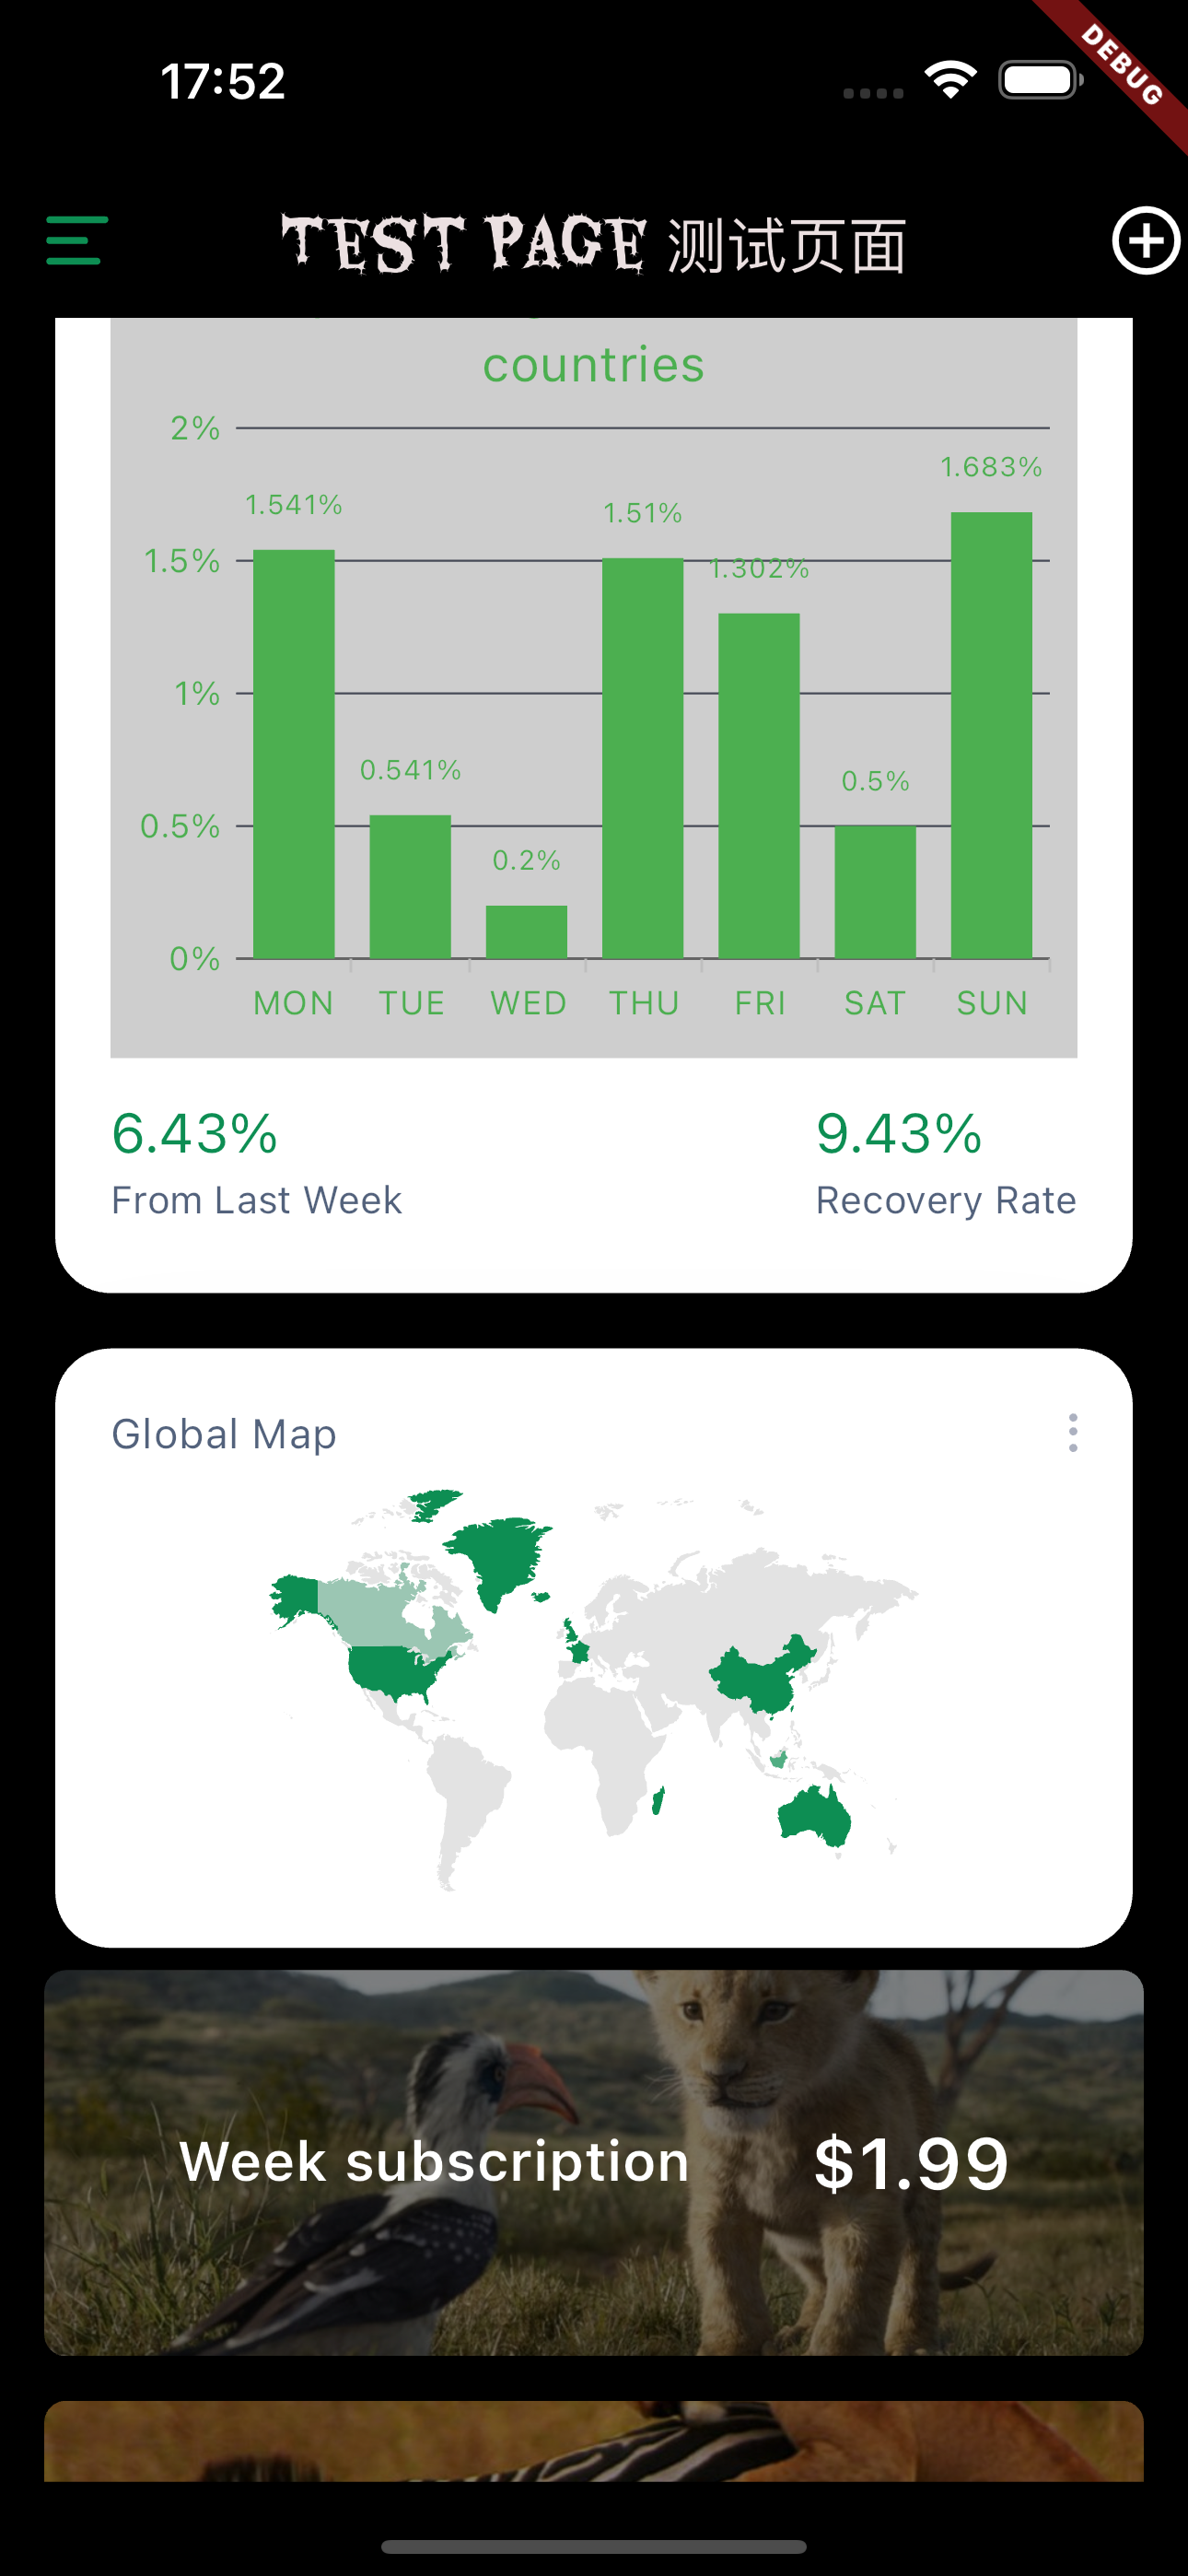 17:52
DEBUG
TEST PAGE 测试页面
countries
2%
1.5%
1%
0.5%
0%
1.541%
0.541%
0.2%
1.51%
1.302%
0.5%
1.683%
MON TUE WED THU FRI SAT SUN
6.43% 9.43%
From Last Week Recovery Rate
Global Map
Week subscription $1.99